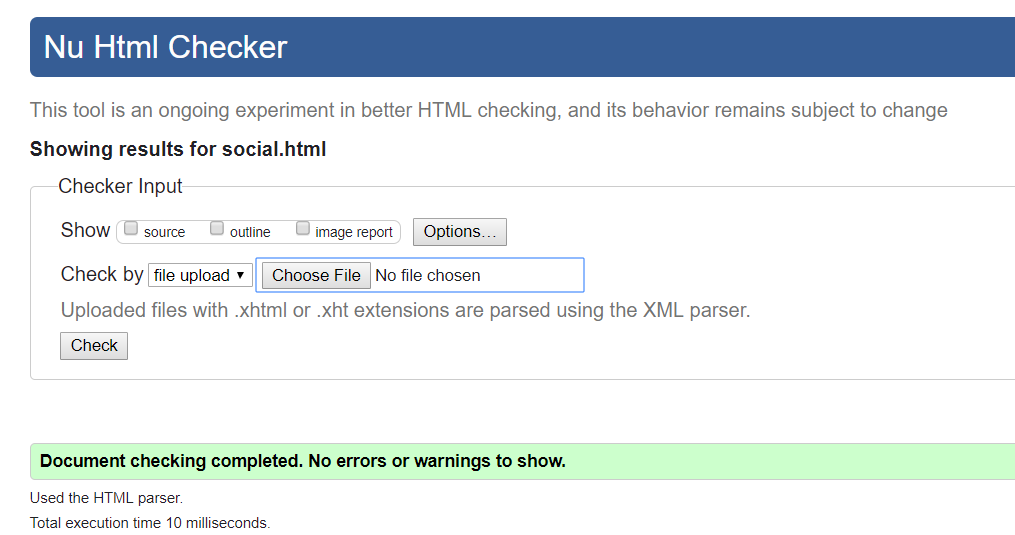 Nu Html Checker
This tool is an ongoing experiment in better HTML checking, and its behavior remains subject to change
Showing results for social.html
Checker Input
Show source outline image report Options...
Check by file upload Choose File No file chosen
Uploaded files with .xhtml or .xht extensions are parsed using the XML parser.
Check
Document checking completed. No errors or warnings to show.
Used the HTML parser.
Total execution time 10 milliseconds.